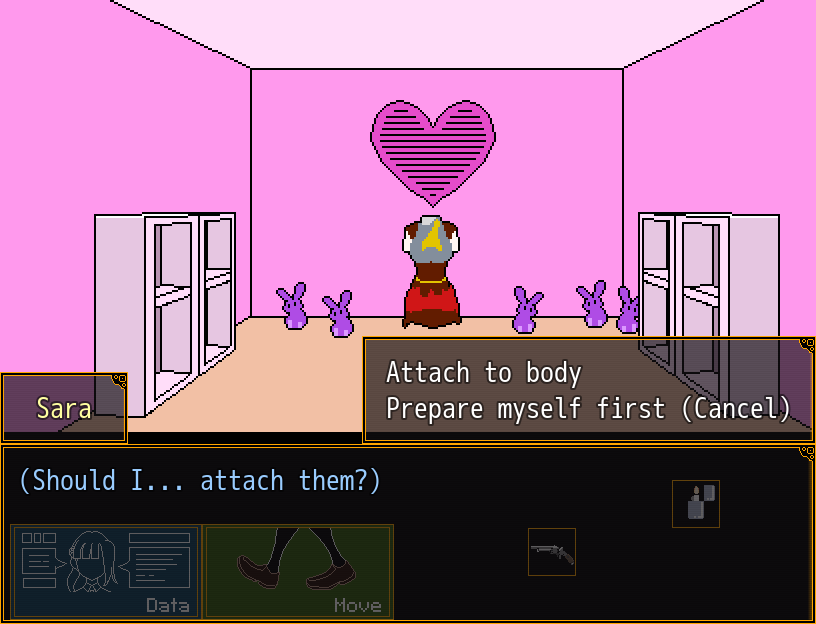 Attach to body
Prepare myself first (Cancel)
Sara
(Should I... attach them?)
Data
Move